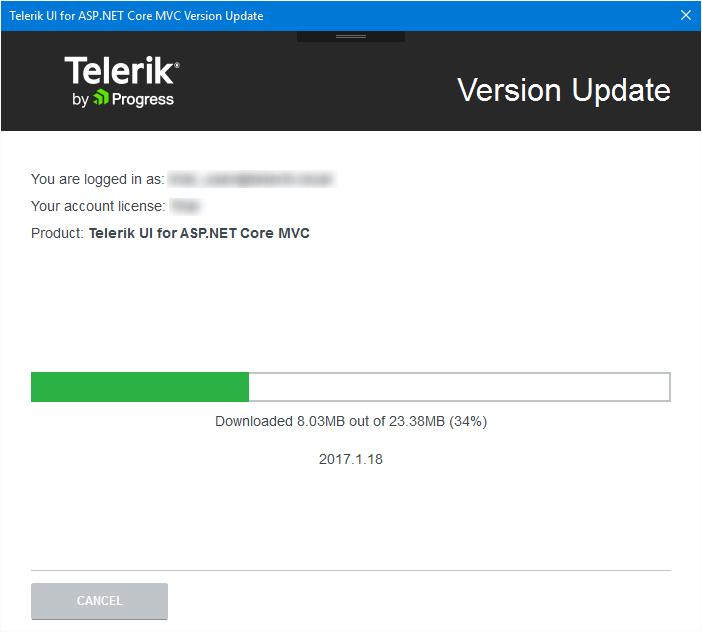 Telerik UI for ASP.NET Core MVC Version Update
Telerik®
by Progress
Version Update
You are logged in as:
Your account license:
Product: Telerik UI for ASP.NET Core MVC
Downloaded 8.03MB out of 23.38MB (34%)
2017.1.18
CANCEL